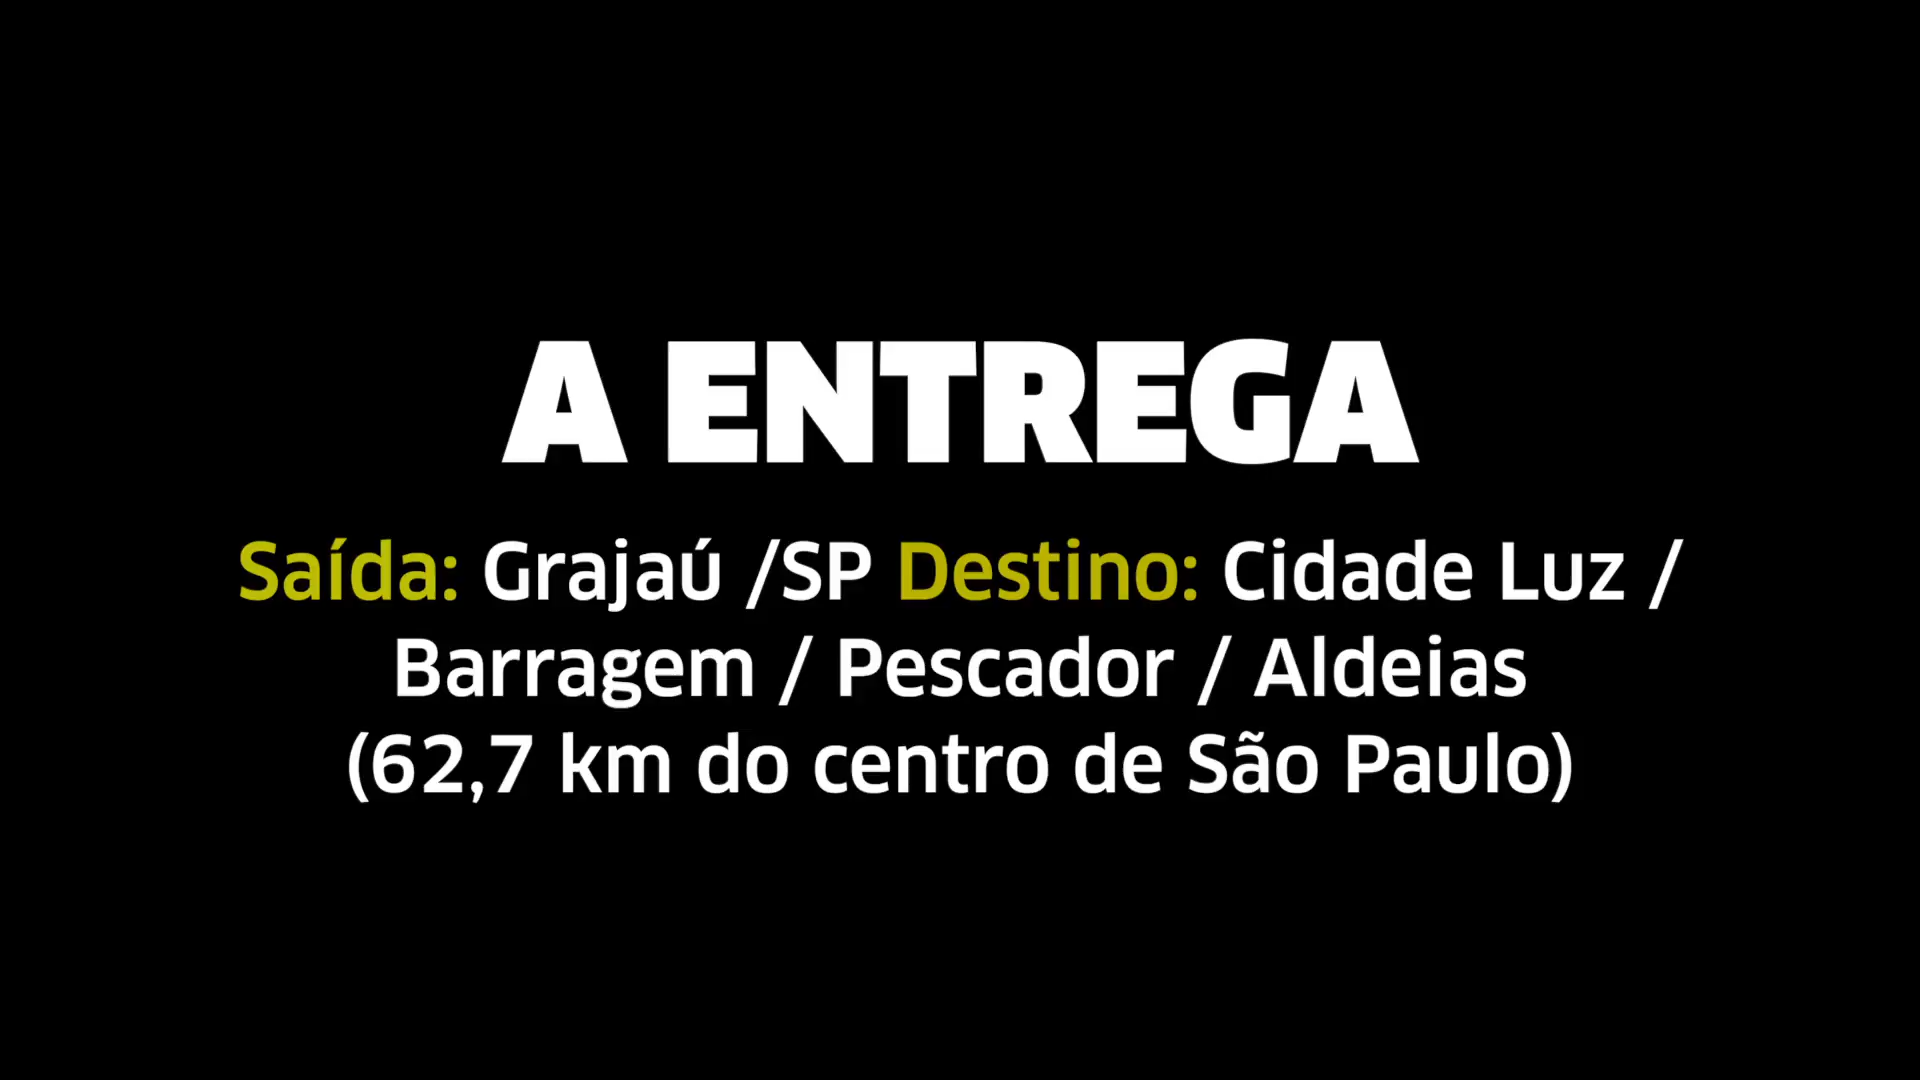 A ENTREGA
Saída: Grajaú /SP Destino: Cidade Luz /
Barragem / Pescador / Aldeias
(62,7 km do centro de São Paulo)